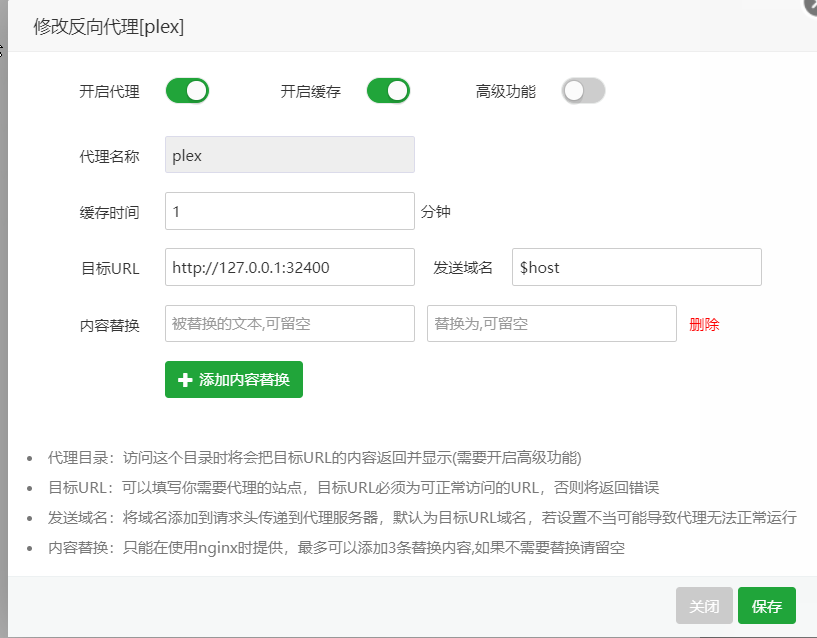 修改反向代理[plex]
开启代理 开启缓存 高级功能
代理名称 plex
缓存时间 1 分钟
目标URL http://127.0.0.1:32400 发送域名 $host
内容替换 被替换的文本,可留空 替换为,可留空 删除
添加内容替换
代理目录：访问这个目录时将会把目标URL的内容返回并显示(需要开启高级功能)
目标URL：可以填写你需要代理的站点，目标URL必须为可正常访问的URL，否则将返回错误
发送域名：将域名添加到请求头传递到代理服务器，默认为目标URL域名，若设置不当可能导致代理无法正常运行
内容替换：只能在使用nginx时提供，最多可以添加3条替换内容,如果不需要替换请留空
关闭 保存